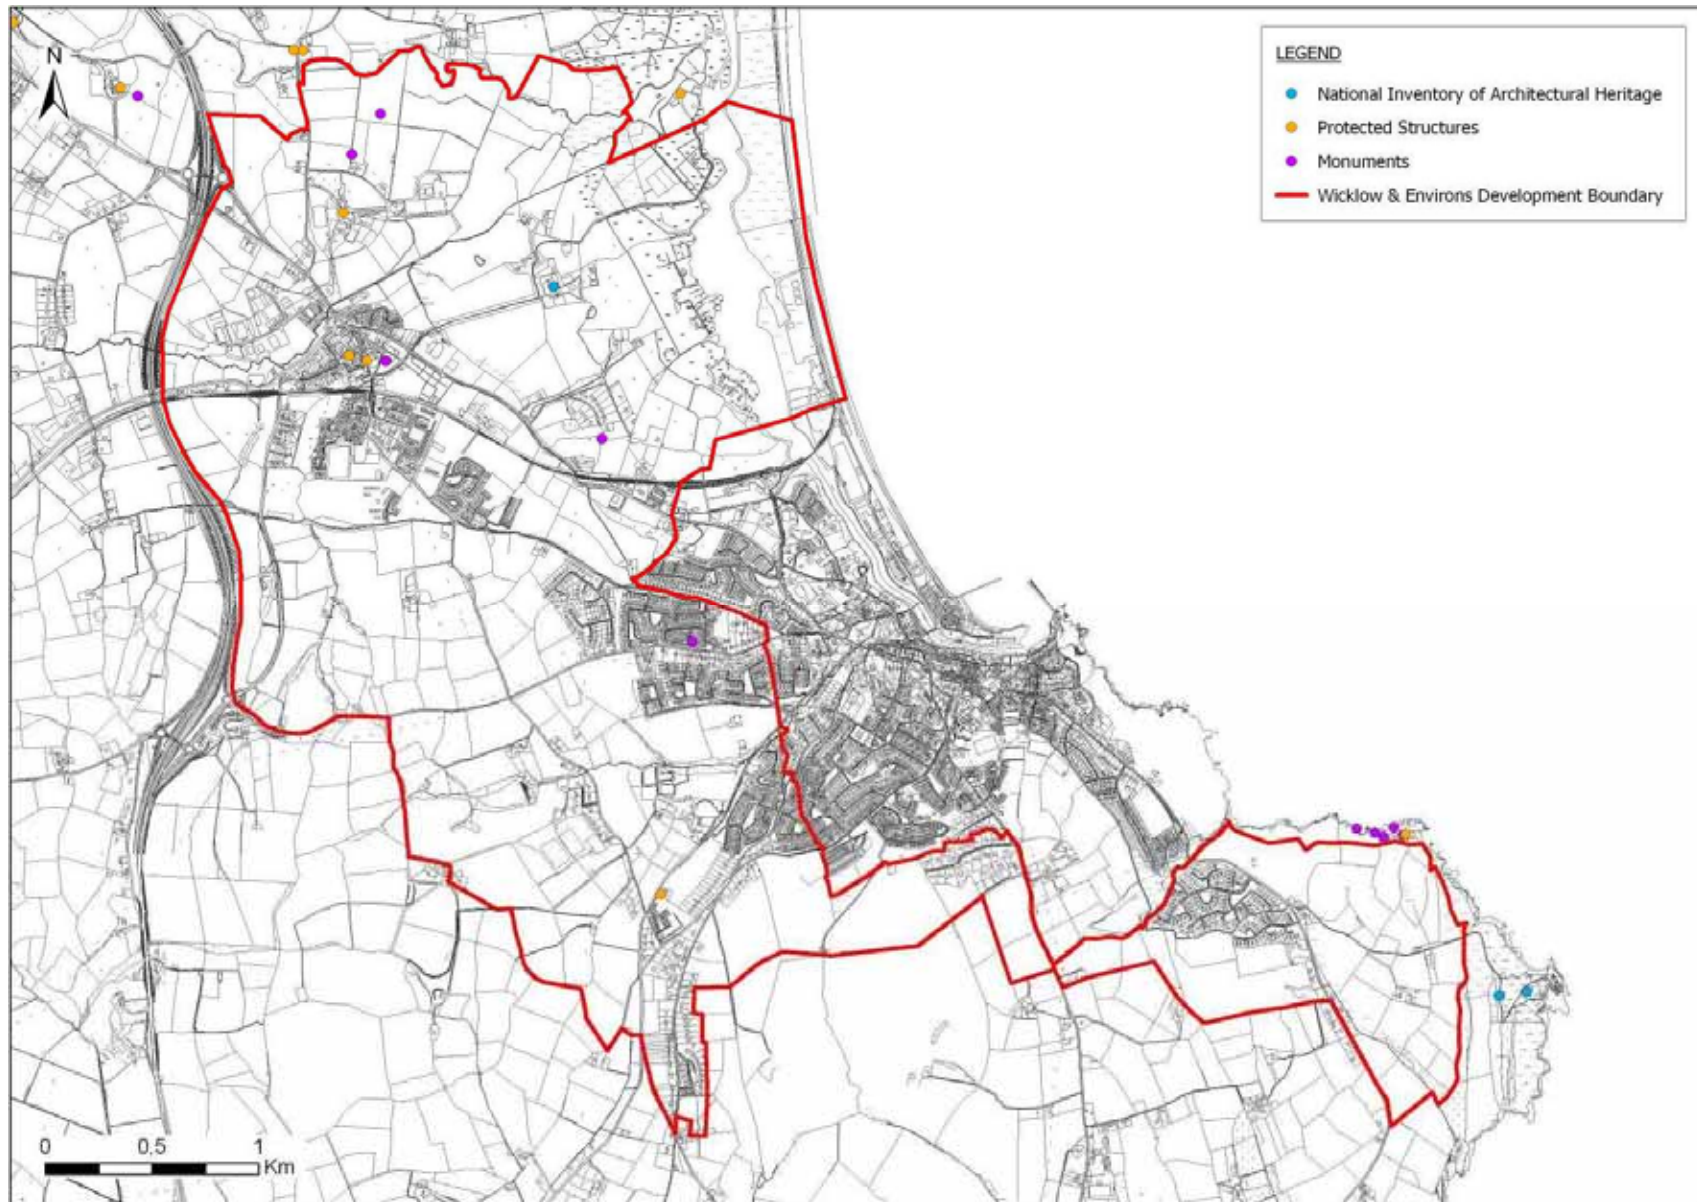 N
LEGEND
National Inventory of Architectural Heritage
Protected Structures
Monuments
Wicklow & Environs Development Boundary
0 0.5 1
Km